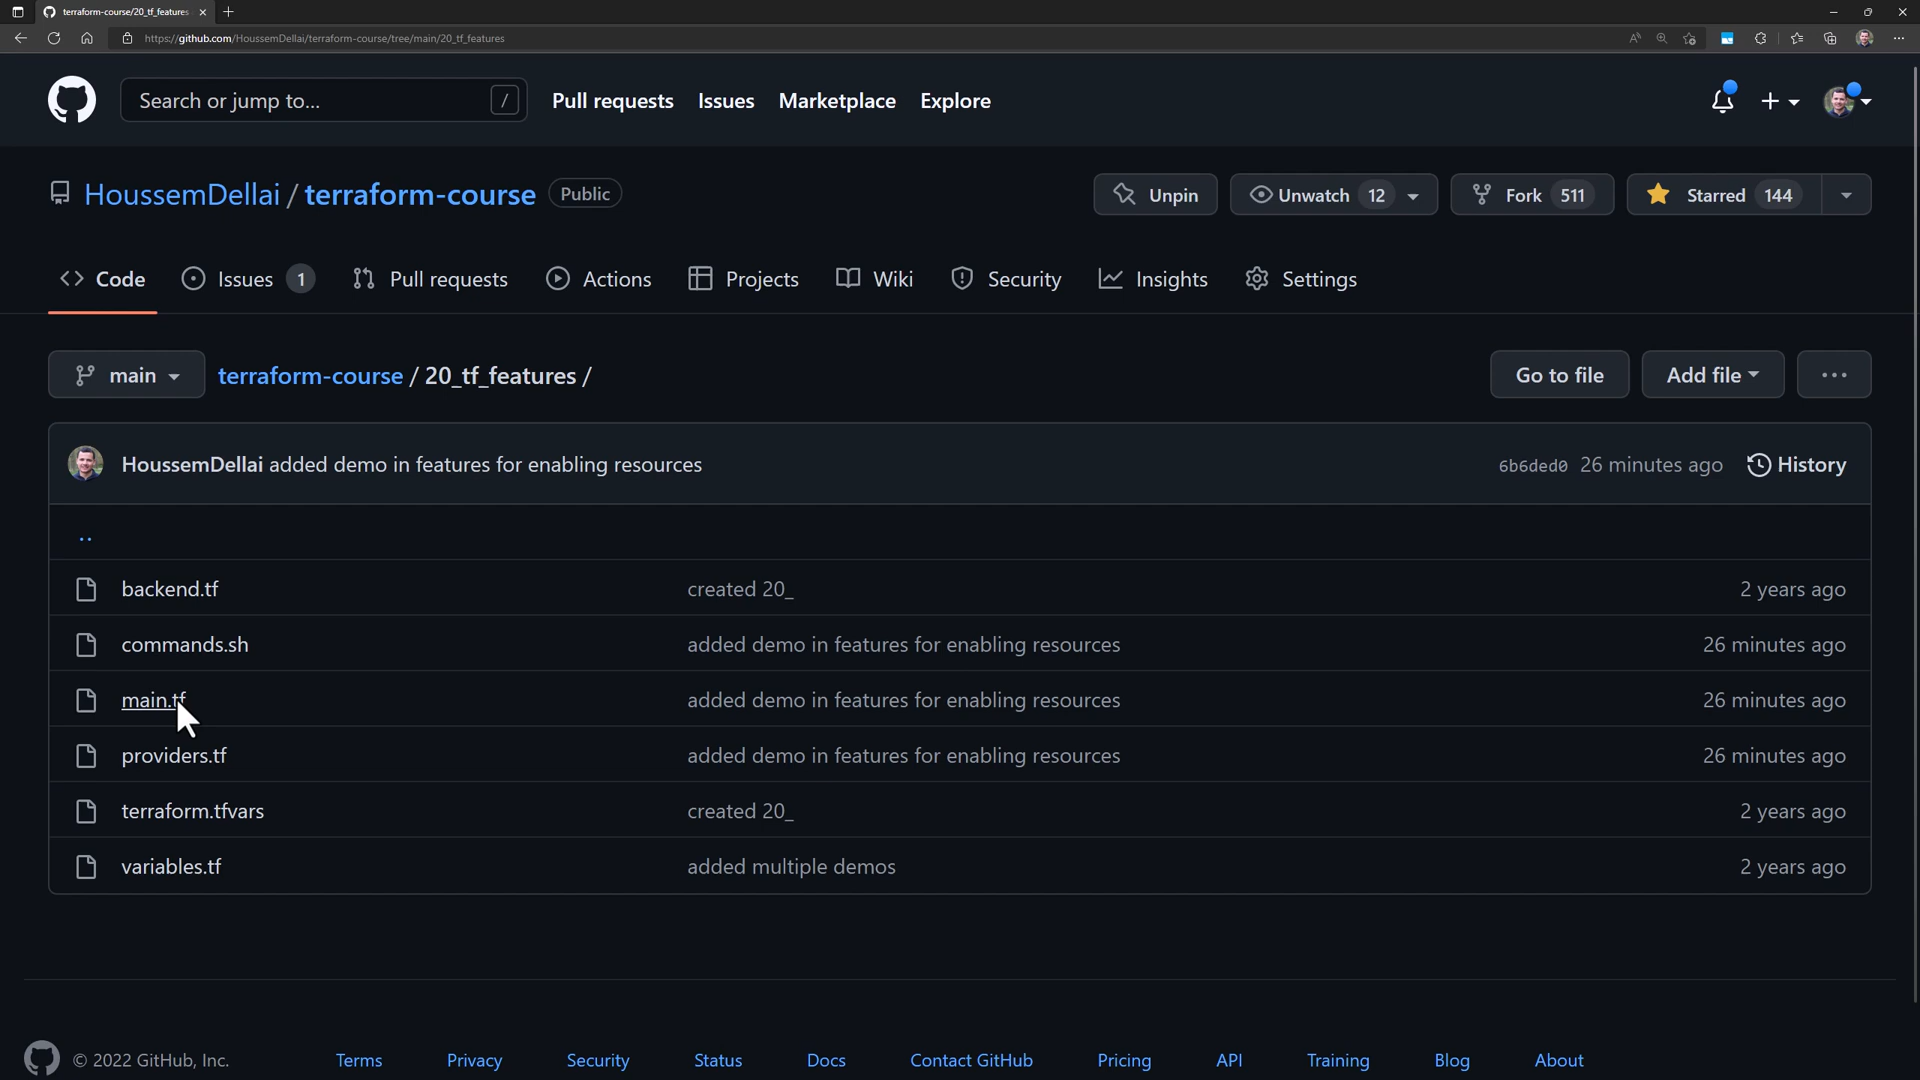 terraform-course/20_tf_features
https://github.com/HoussemDellai/terraform-course/tree/main/20_tf_features
Search or jump to...
/
Pull requests
Issues
Marketplace
Explore
HoussemDellai / terraform-course
Public
Unpin
Unwatch 12
Fork 511
Starred 144
Code
Issues 1
Pull requests
Actions
Projects
Wiki
Security
Insights
Settings
main
terraform-course / 20_tf_features /
Go to file
Add file
HoussemDellai added demo in features for enabling resources
6b6ded0 26 minutes ago
History
..
backend.tf created 20_ 2 years ago
commands.sh added demo in features for enabling resources 26 minutes ago
main.tf added demo in features for enabling resources 26 minutes ago
providers.tf added demo in features for enabling resources 26 minutes ago
terraform.tfvars created 20_ 2 years ago
variables.tf added multiple demos 2 years ago
© 2022 GitHub, Inc.
Terms
Privacy
Security
Status
Docs
Contact GitHub
Pricing
API
Training
Blog
About